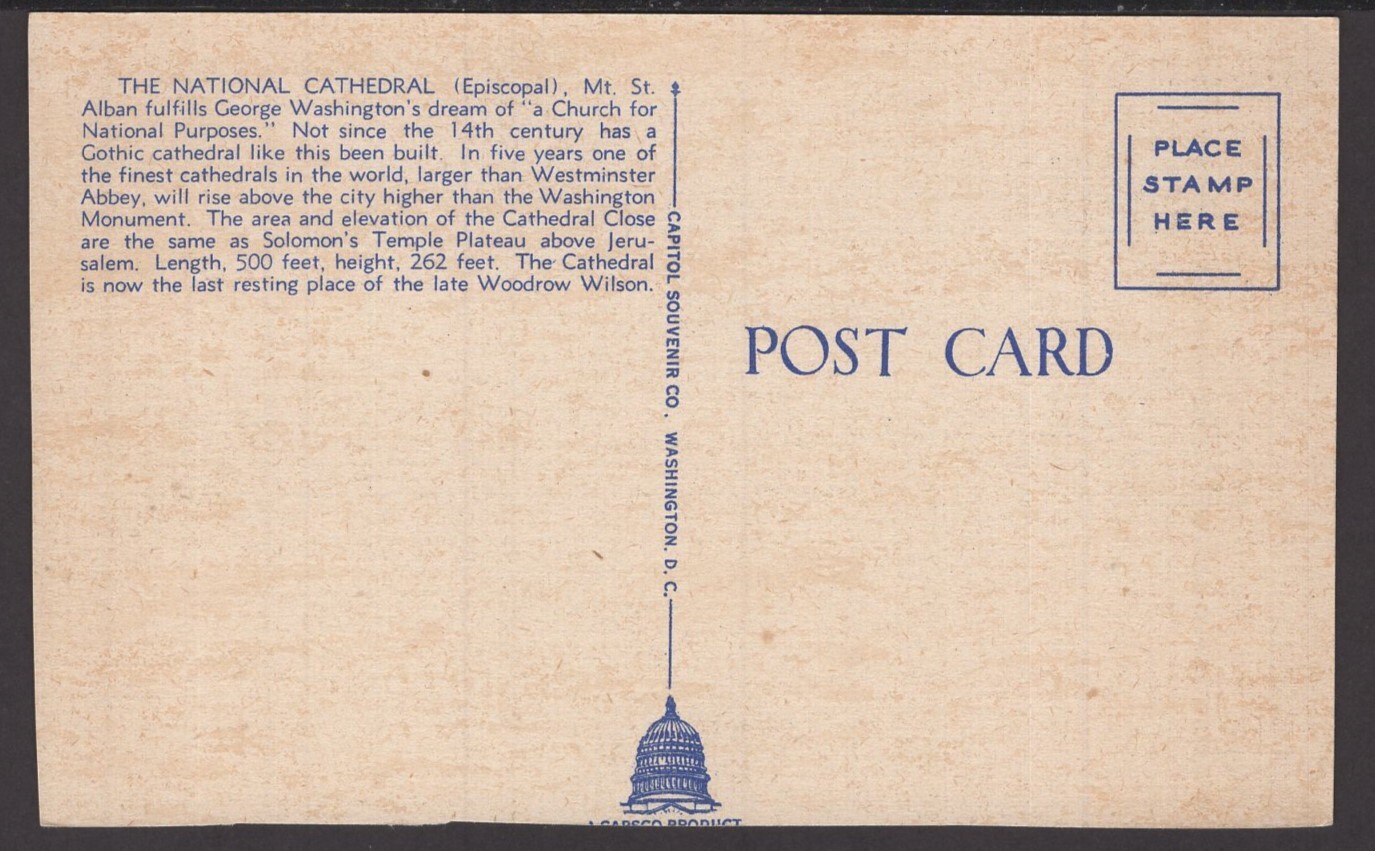 THE NATIONAL CATHEDRAL (Episcopal), Mt. St.
Alban fulfills George Washington's dream of "a Church for
National Purposes." Not since the 14th century has a
Gothic cathedral like this been built. In five years one of
the finest cathedrals in the world, larger than Westminster
Abbey, will rise above the city higher than the Washington
Monument. The area and elevation of the Cathedral Close
are the same as Solomon's Temple Plateau above Jeru-
salem. Length, 500 feet, height, 262 feet. The Cathedral
is now the last resting place of the late Woodrow Wilson.
CAPITOL SOUVENIR CO. WASHINGTON. D. C.
A CAPSCO PRODUCT
PLACE
STAMP
HERE
POST CARD